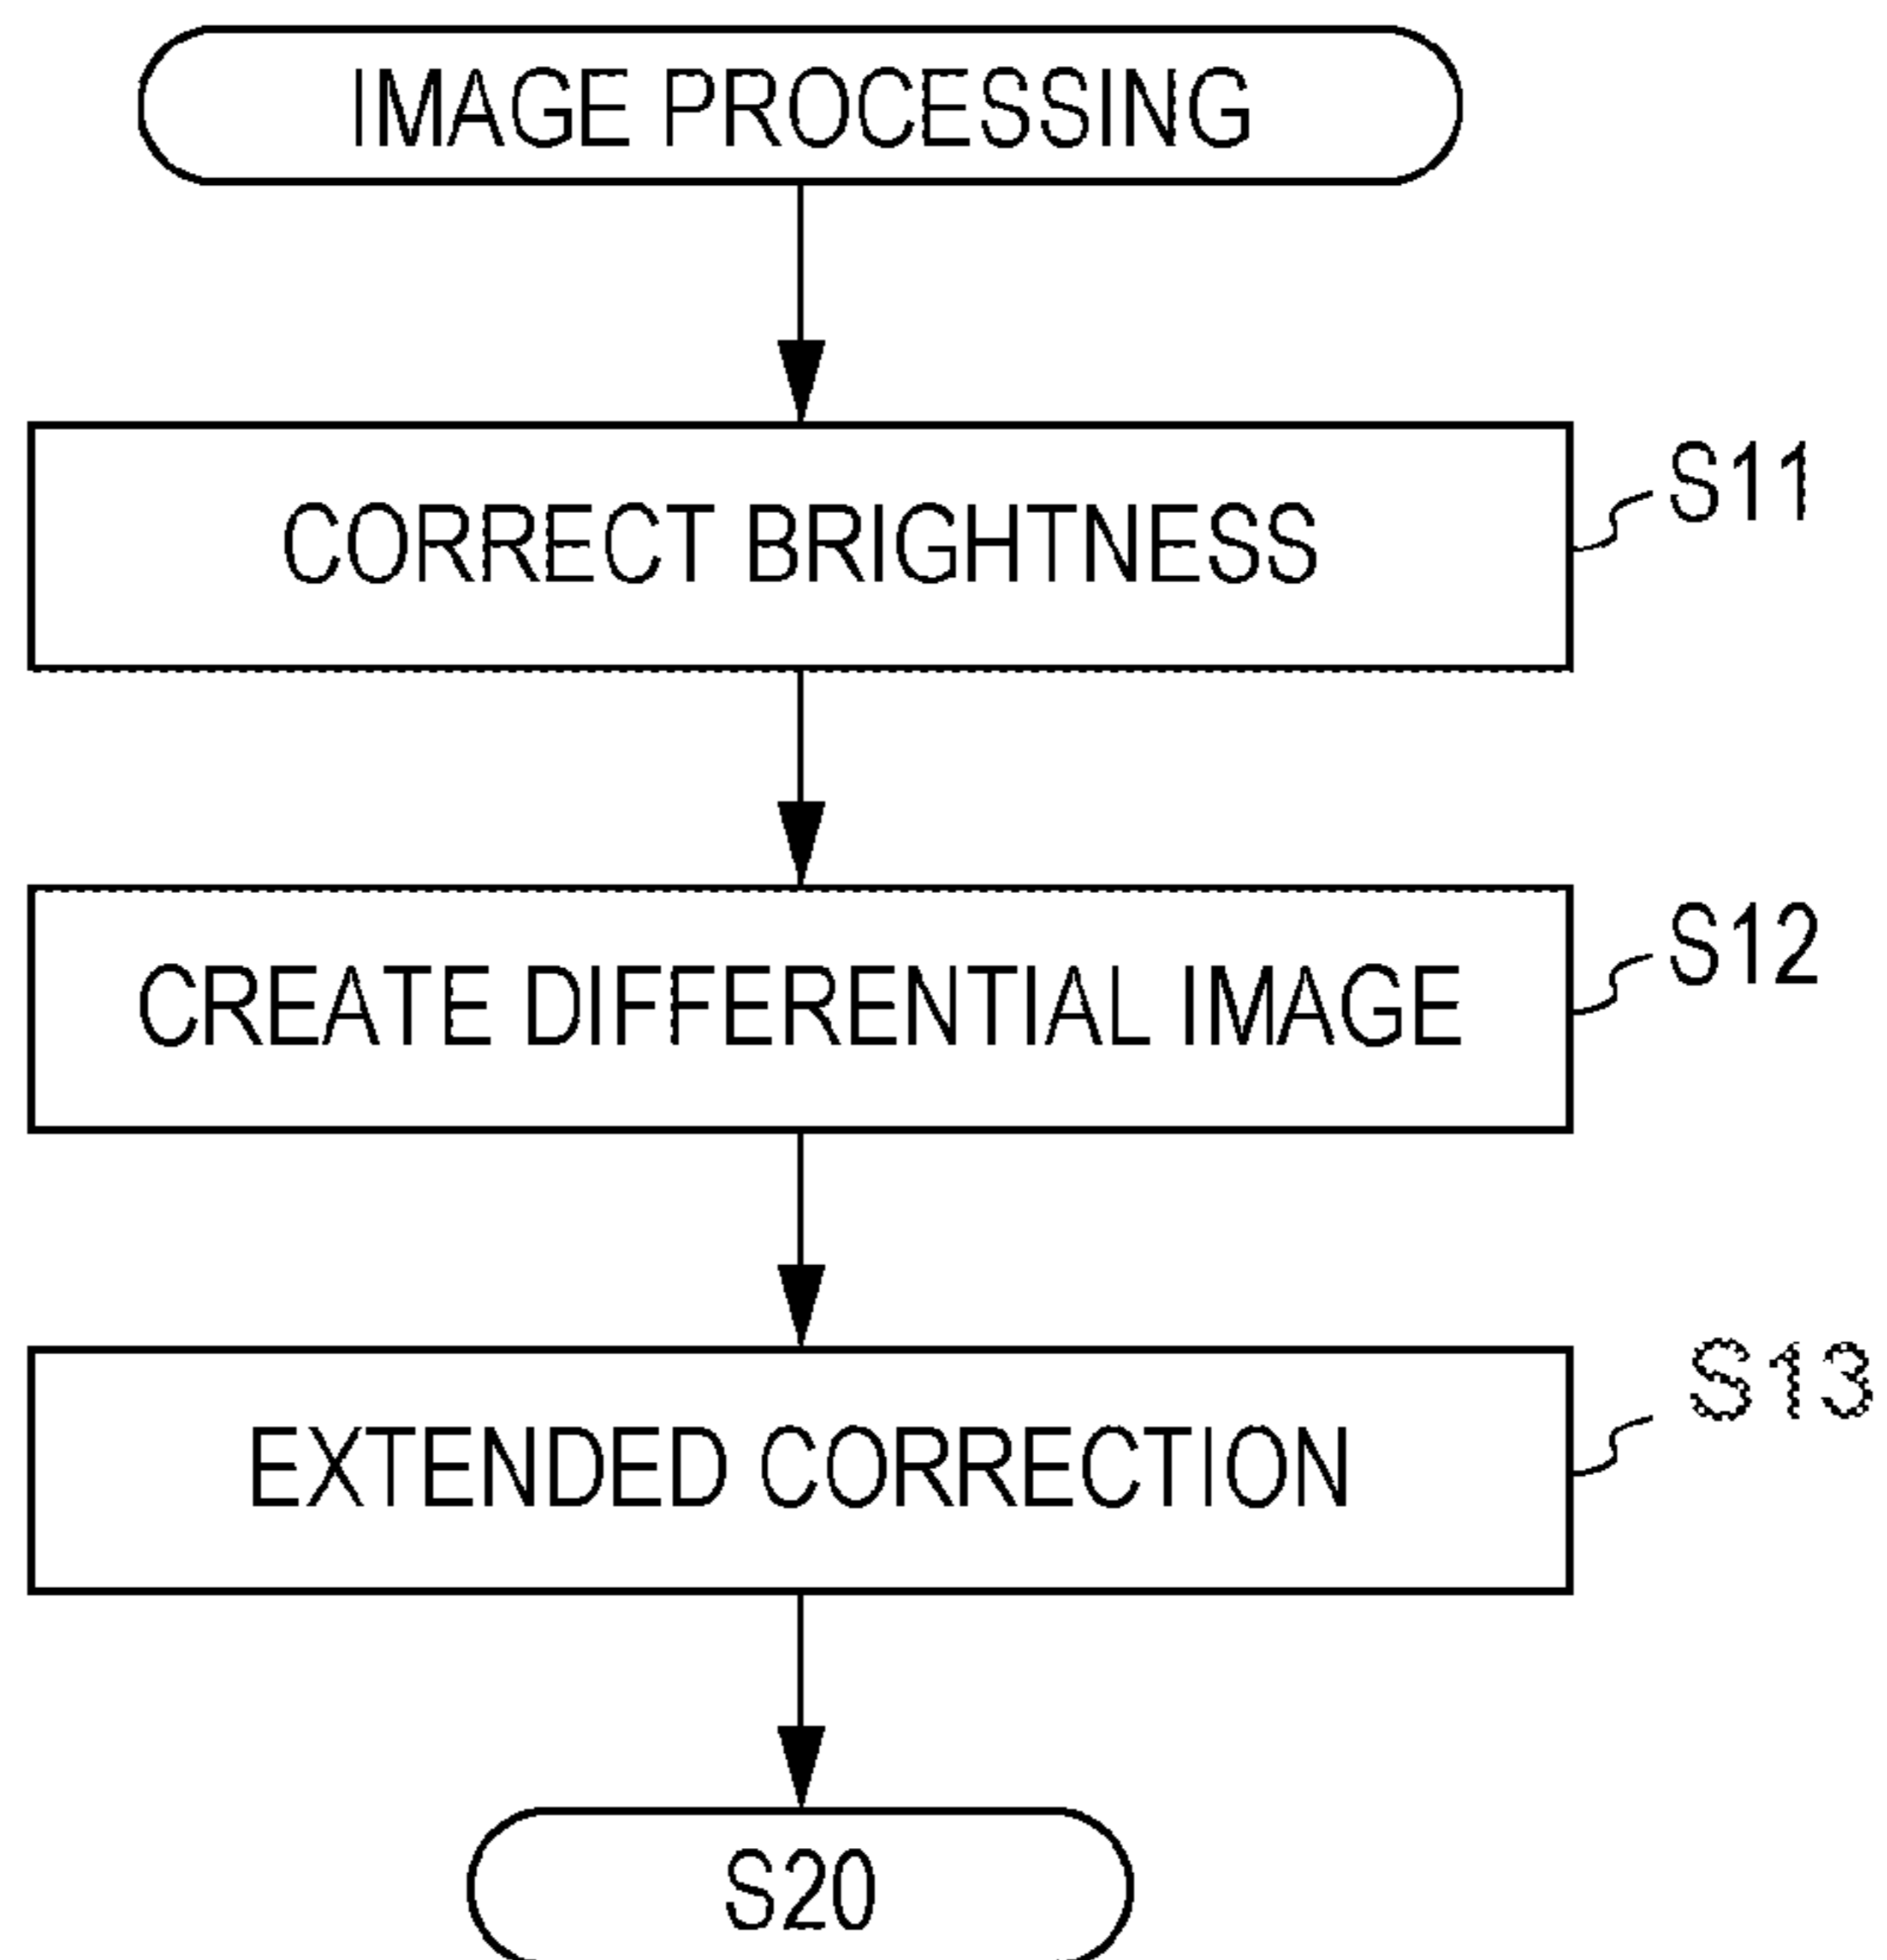 IMAGE PROCESSING
CORRECT BRIGHTNESS
S11
CREATE DIFFERENTIAL IMAGE
S12
EXTENDED CORRECTION
S13
S20